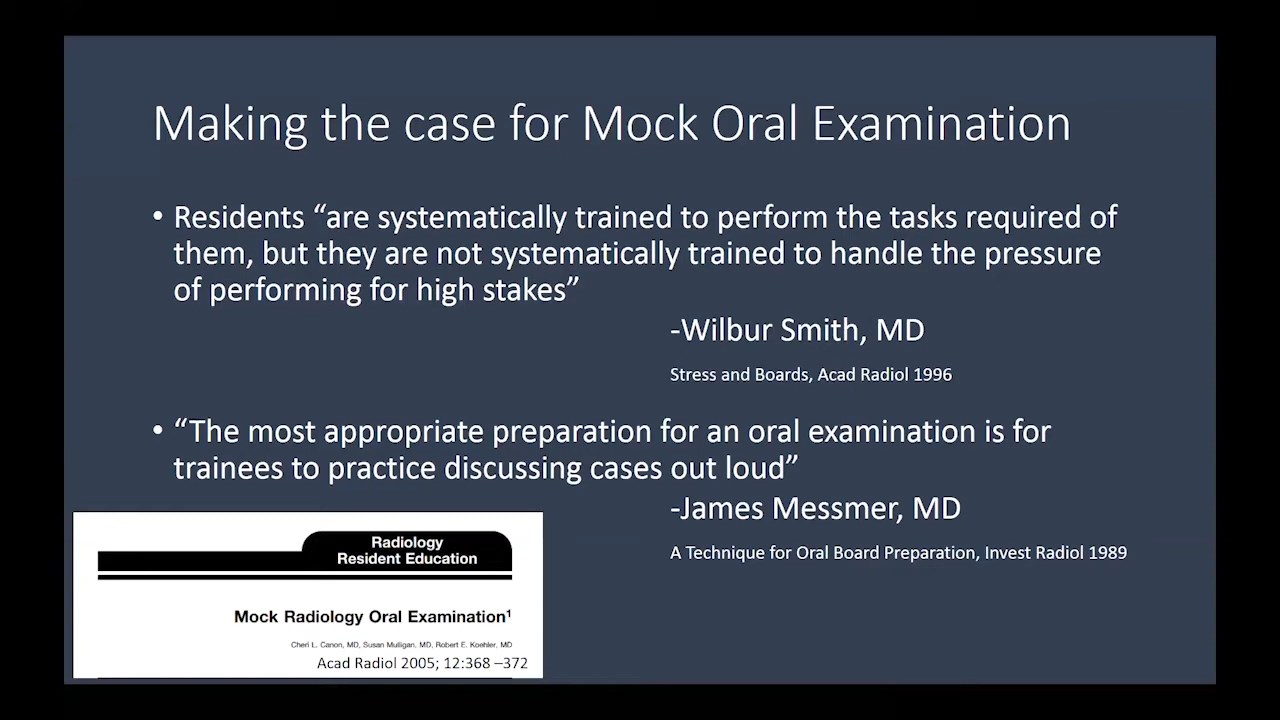 Making the case for Mock Oral Examination
• Residents “are systematically trained to perform the tasks required of
them, but they are not systematically trained to handle the pressure
of performing for high stakes”
-Wilbur Smith, MD
Stress and Boards, Acad Radiol 1996
• “The most appropriate preparation for an oral examination is for
trainees to practice discussing cases out loud”
-James Messmer, MD
A Technique for Oral Board Preparation, Invest Radiol 1989
Radiology
Resident Education
Mock Radiology Oral Examination¹
Cheri L. Canon, MD, Susan Mulligan, MD, Robert E. Koehler, MD
Acad Radiol 2005; 12:368 –372